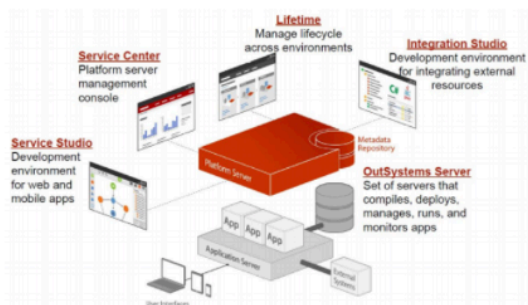 Lifetime
Manage lifecycle
across environments
Service Center
Platform server
management
console
Integration Studio
Development environment
for integrating external
resources
Service Studio
Development
environment
for web and
mobile apps
Metadata
Repository
Platform Server
OutSystems Server
Set of servers that
compiles, deploys,
manages, runs, and
monitors apps
App
App
App
Application Server
External
Systems
User Interfaces